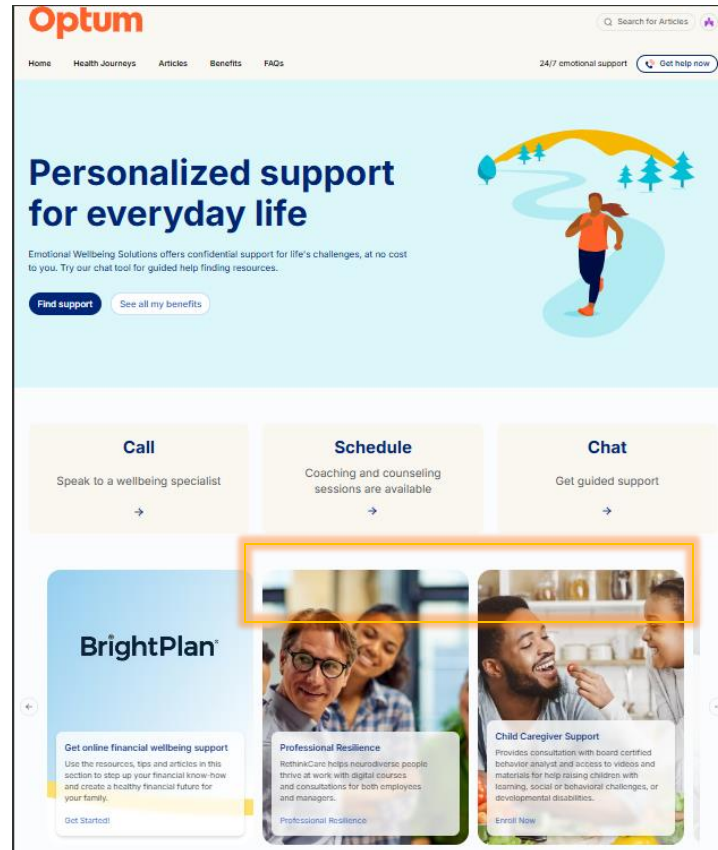 Optum
Search for Articles
Home Health Journeys Articles Benefits FAQs 24/7 emotional support Get help now
Personalized support
for everyday life
Emotional Wellbeing Solutions offers confidential support for life's challenges, at no cost
to you. Try our chat tool for guided help finding resources.
Find support See all my benefits
Call
Speak to a wellbeing specialist
Schedule
Coaching and counseling
sessions are available
Chat
Get guided support
BrightPlan
Get online financial wellbeing support
Use the resources, tips and articles in this
section to step up your financial know-how
and create a healthy financial future for
your family.
Get Started!
Professional Resilience
RethinkCare helps neurodiverse people
thrive at work with digital courses
and consultations for both employees
and managers.
Professional Resilience
Child Caregiver Support
Provides consultation with board certified
behavior analyst and access to videos and
materials for help raising children with
learning, social or behavioral challenges, or
developmental disabilities.
Enroll Now